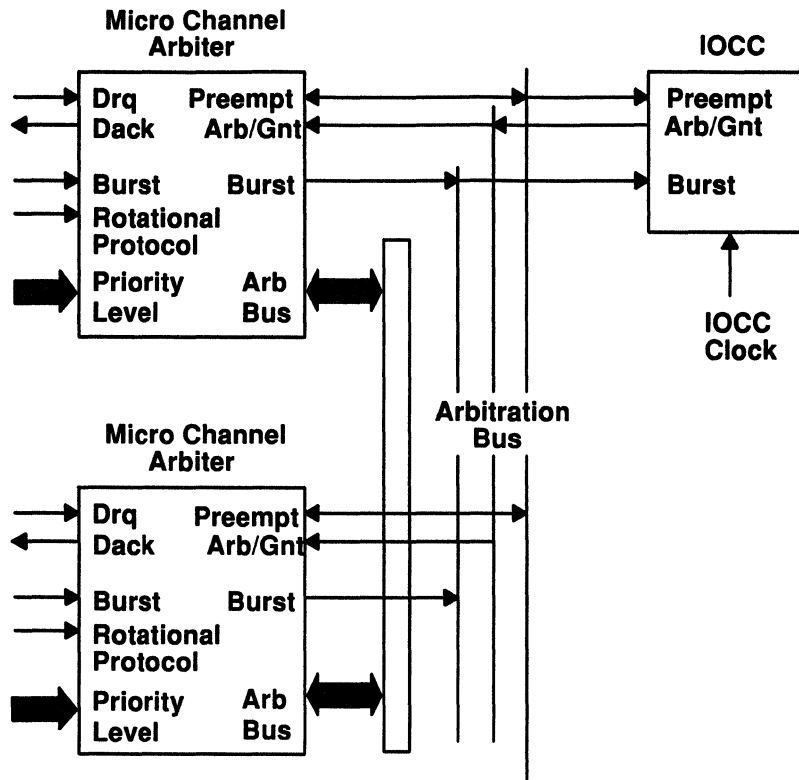 Micro Channel
Arbiter
IOCC
Drq Preempt
Dack Arb/Gnt
Burst Burst
Rotational
Protocol
Priority Arb
Level Bus
Preempt
Arb/Gnt
Burst
IOCC
Clock
Arbitration
Bus
Micro Channel
Arbiter
Drq Preempt
Dack Arb/Gnt
Burst Burst
Rotational
Protocol
Priority Arb
Level Bus